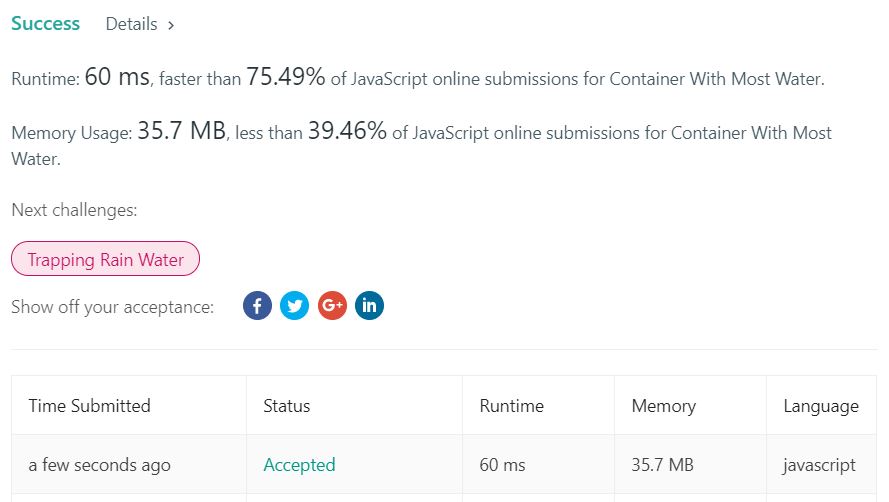 Success Details >
Runtime: 60 ms, faster than 75.49% of JavaScript online submissions for Container With Most Water.
Memory Usage: 35.7 MB, less than 39.46% of JavaScript online submissions for Container With Most
Water.
Next challenges:
Trapping Rain Water
Show off your acceptance: f G+ in
Time Submitted Status Runtime Memory Language
a few seconds ago Accepted 60 ms 35.7 MB javascript